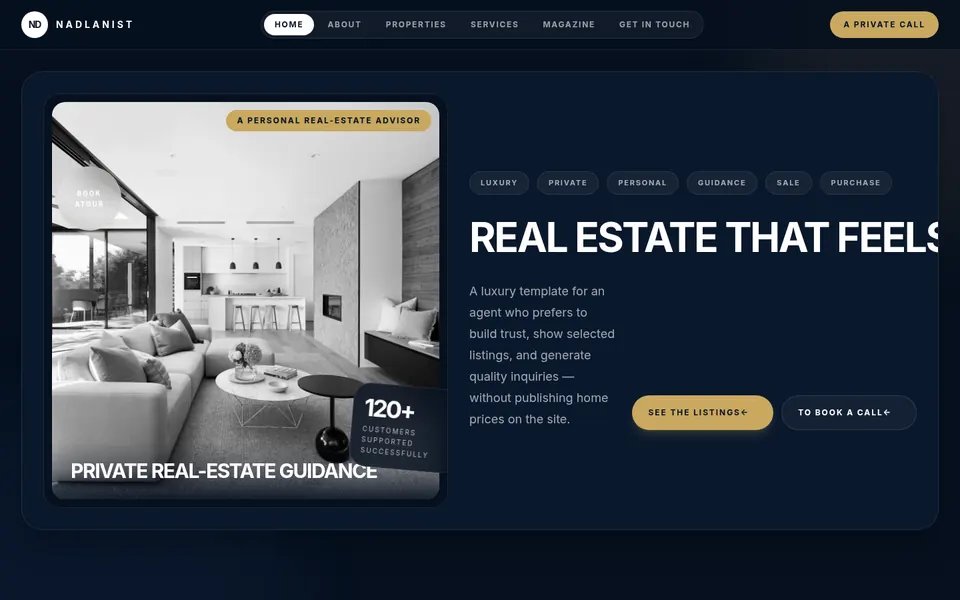 ND NADLANIST
HOME ABOUT PROPERTIES SERVICES MAGAZINE GET IN TOUCH
A PRIVATE CALL
A PERSONAL REAL-ESTATE ADVISOR
BOOK
ATOUR
120+
CUSTOMERS
SUPPORTED
SUCCESSFULLY
PRIVATE REAL-ESTATE GUIDANCE
LUXURY PRIVATE PERSONAL GUIDANCE SALE PURCHASE
REAL ESTATE THAT FEELS
A luxury template for an
agent who prefers to
build trust, show selected
listings, and generate
quality inquiries —
without publishing home
prices on the site.
SEE THE LISTINGS←
TO BOOK A CALL←